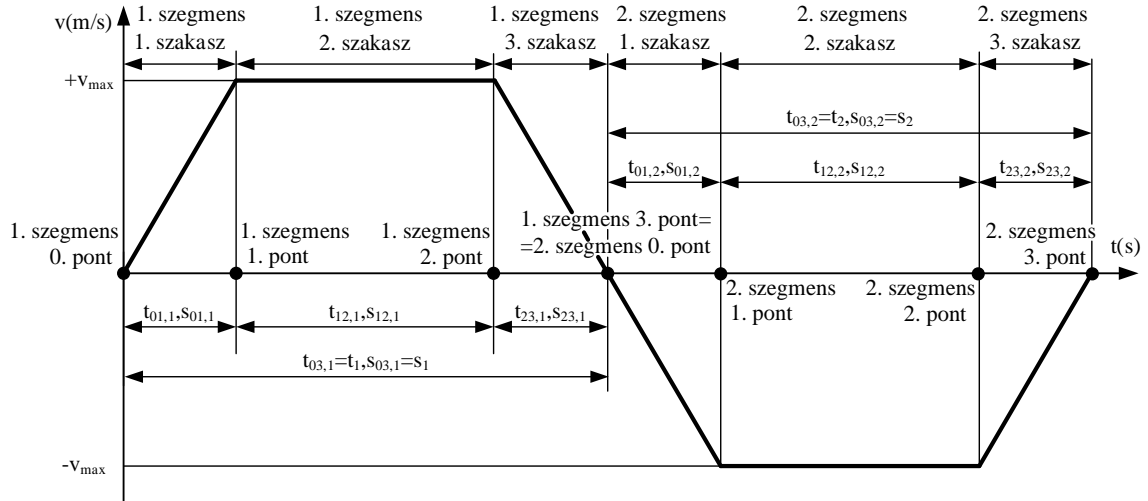 v(m/s)
1. szegmens
1. szakasz
1. szegmens
2. szakasz
1. szegmens
3. szakasz
2. szegmens
1. szakasz
2. szegmens
2. szakasz
2. szegmens
3. szakasz
+vmax
t03,2=t2,s03,2=s2
t01,2,s01,2
t12,2,s12,2
t23,2,s23,2
1. szegmens
0. pont
1. szegmens
1. pont
1. szegmens
2. pont
1. szegmens 3. pont=
=2. szegmens 0. pont
2. szegmens
3. pont
t(s)
2. szegmens
1. pont
2. szegmens
2. pont
t01,1,s01,1
t12,1,s12,1
t23,1,s23,1
t03,1=t1,s03,1=s1
-vmax